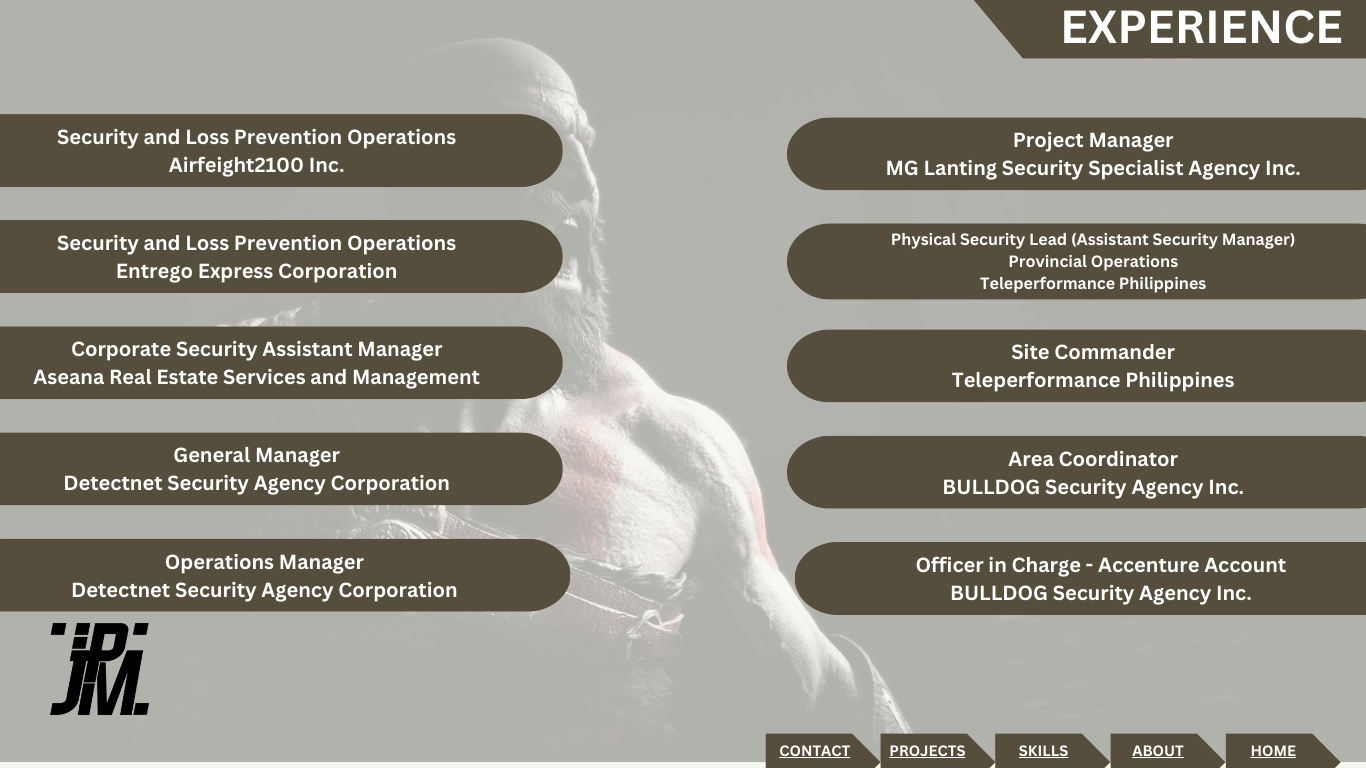 EXPERIENCE
Security and Loss Prevention Operations
Airfeight2100 Inc.
Security and Loss Prevention Operations
Entrego Express Corporation
Corporate Security Assistant Manager
Aseana Real Estate Services and Management
General Manager
Detectnet Security Agency Corporation
Operations Manager
Detectnet Security Agency Corporation
Project Manager
MG Lanting Security Specialist Agency Inc.
Physical Security Lead (Assistant Security Manager)
Provincial Operations
Teleperformance Philippines
Site Commander
Teleperformance Philippines
Area Coordinator
BULLDOG Security Agency Inc.
Officer in Charge - Accenture Account
BULLDOG Security Agency Inc.
CONTACT
PROJECTS
SKILLS
ABOUT
HOME